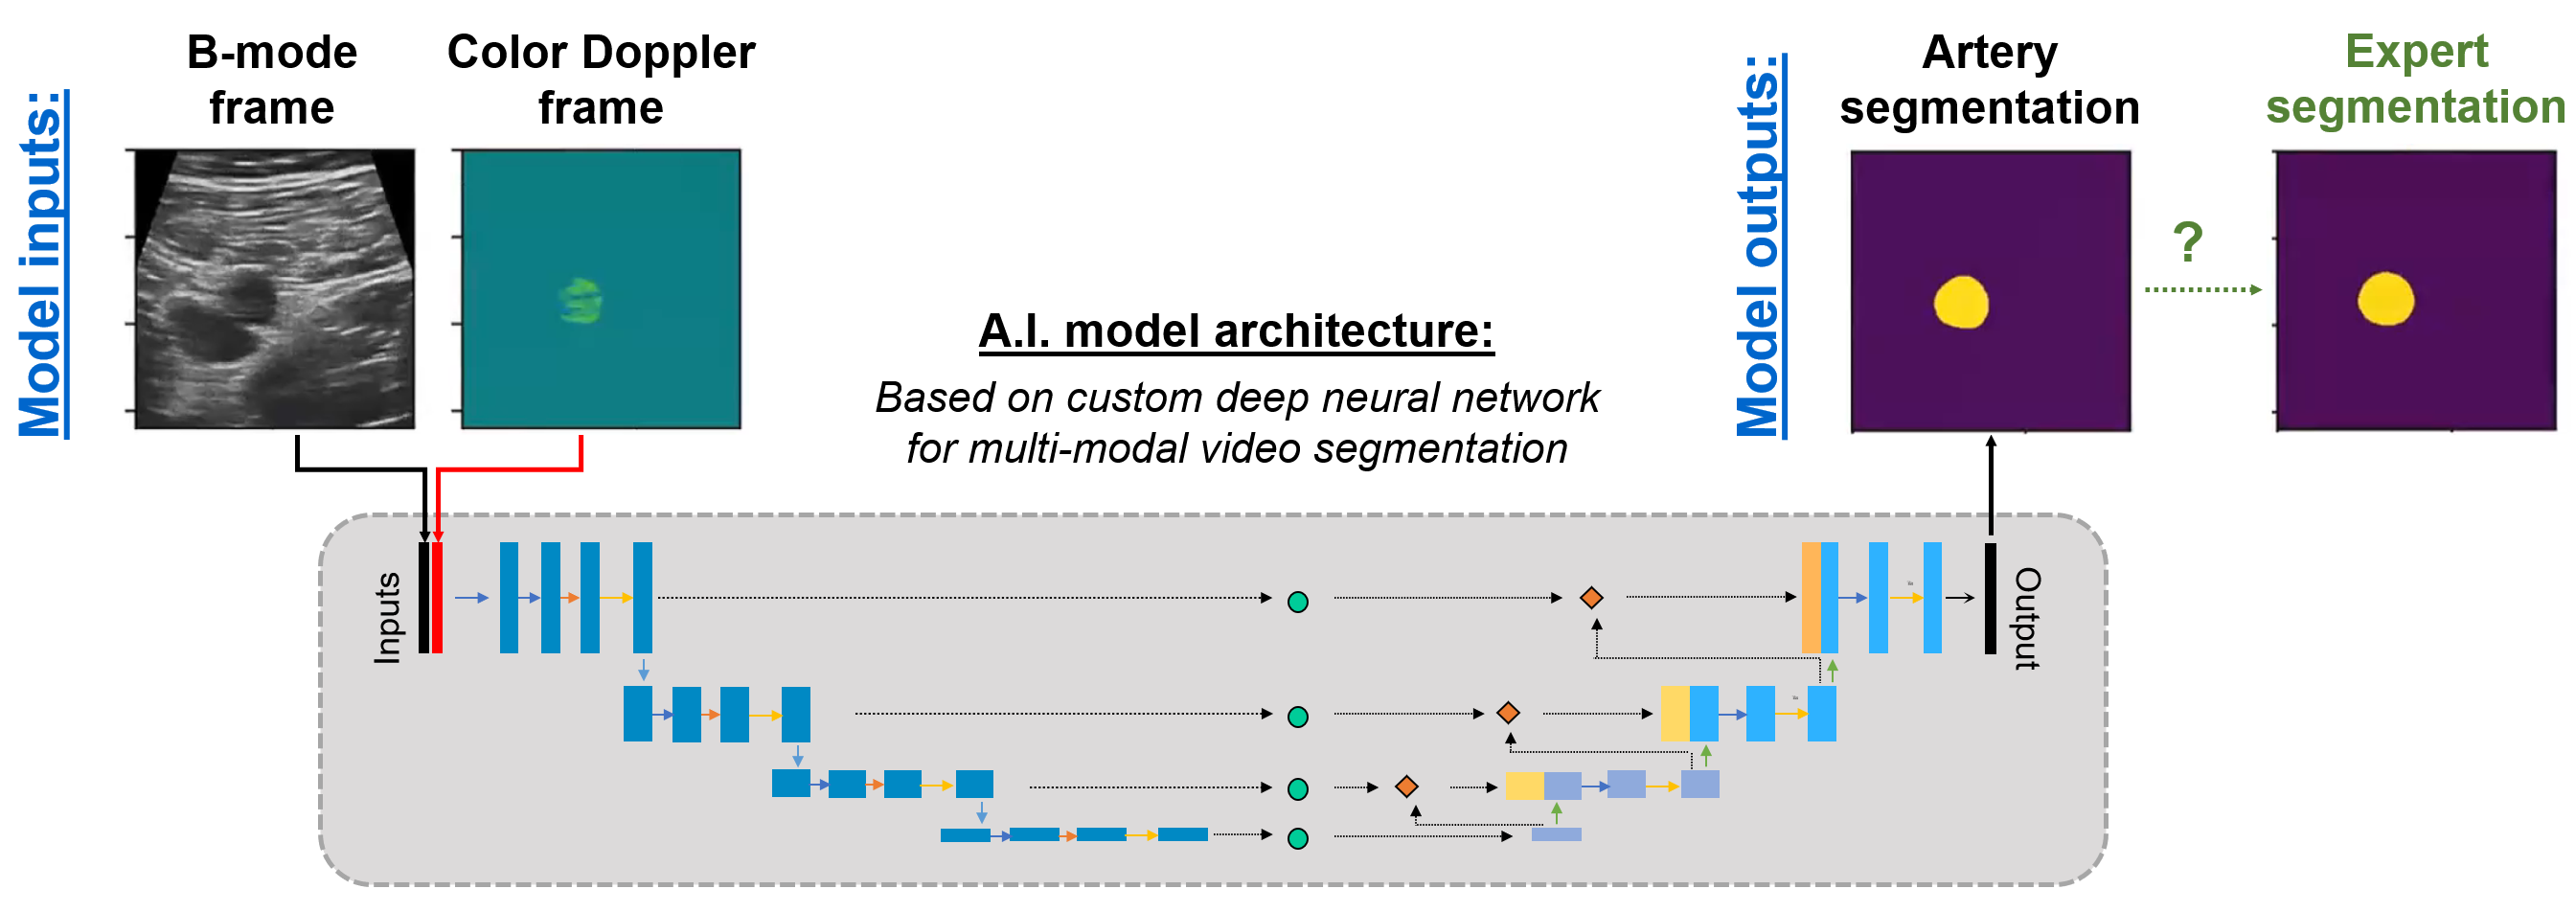 Model inputs:
B-mode
frame
Color Doppler
frame
A.I. model architecture:
Based on custom deep neural network
for multi-modal video segmentation
Model outputs:
Artery
segmentation
?
Expert
segmentation
Inputs
Output